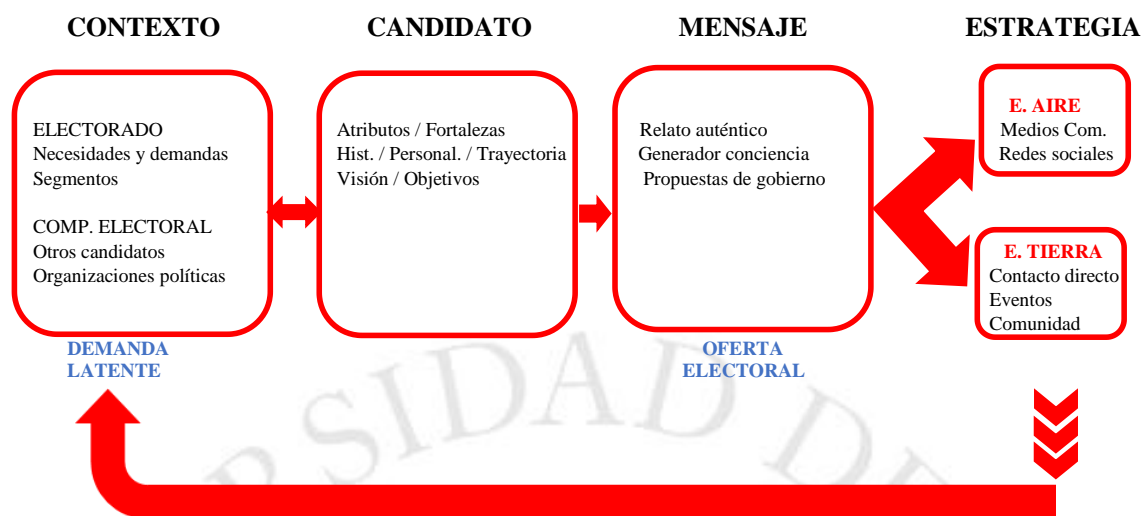 CONTEXTO
CANDIDATO
MENSAJE
ESTRATEGIA
ELECTORADO
Necesidades y demandas
Segmentos
COMP. ELECTORAL
Otros candidatos
Organizaciones políticas
DEMANDA
LATENTE
Atributos / Fortalezas
Hist. / Personal. / Trayectoria
Visión / Objetivos
Relato auténtico
Generador conciencia
Propuestas de gobierno
OFERTA
ELECTORAL
E. AIRE
Medios Com.
Redes sociales
E. TIERRA
Contacto directo
Eventos
Comunidad
RSIDAD DE